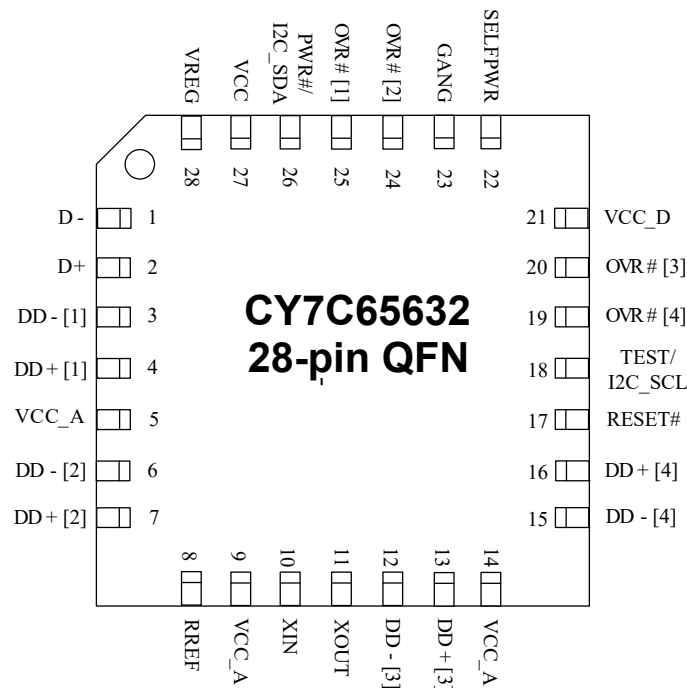 VREG
VCC
PWR#/
I2C_SDA
OVR# [1]
OVR# [2]
GANG
SELFPWR
28
27
26
25
24
23
22
D - 1
D+ 2
DD - [1] 3
DD + [1] 4
VCC_A 5
DD - [2] 6
DD + [2] 7
CY7C65632
28-pin QFN
21 VCC_D
20 OVR # [3]
19 OVR # [4]
18 TEST/
I2C_SCL
17 RESET#
16 DD + [4]
15 DD - [4]
8
9
10
11
12
13
14
RREF
VCC_A
XIN
XOUT
DD - [3]
DD + [3]
VCC_A